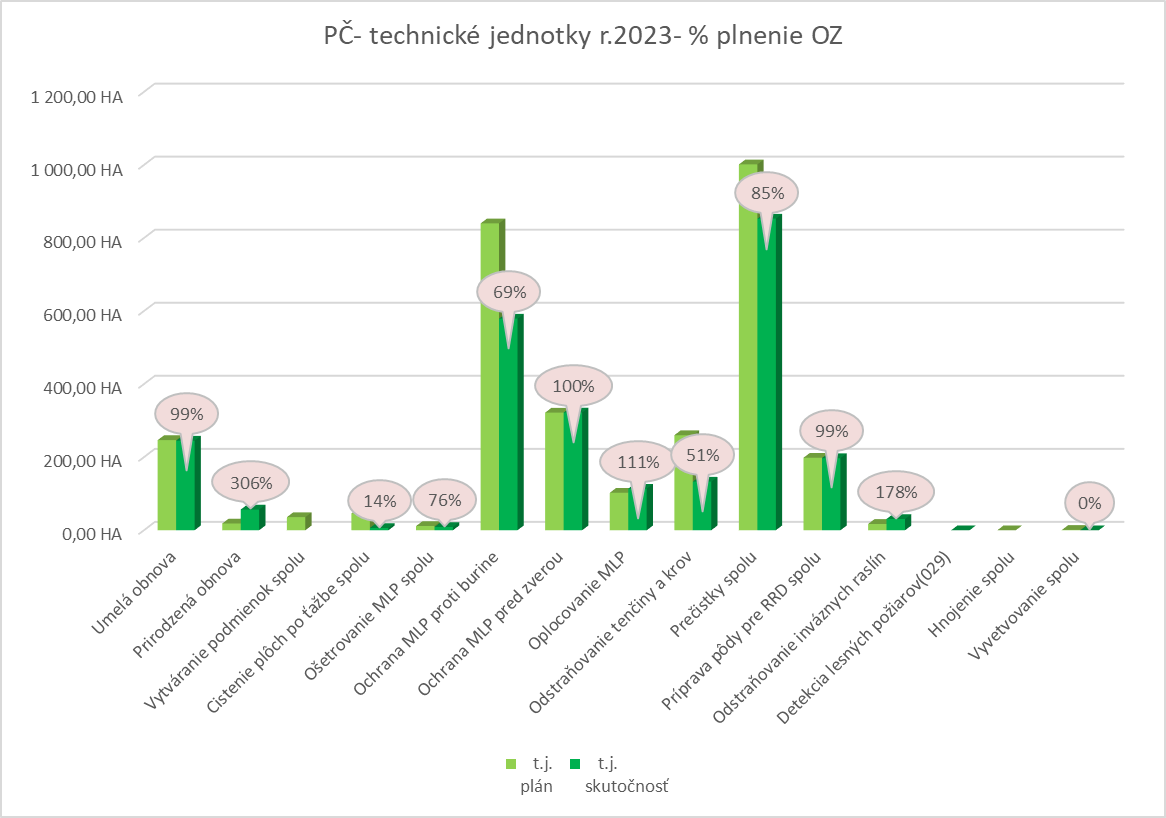 PČ- technické jednotky r.2023- % plnenie OZ
1 200,00 HA
1 000,00 HA
800,00 HA
600,00 HA
400,00 HA
200,00 HA
0,00 HA
99%
306%
14%
76%
69%
100%
111%
51%
85%
99%
178%
0%
Umelá obnova
Prirodzená obnova
Vytváranie podmienok spolu
Cistenie plôch po ťažbe spolu
Ošetrovanie MLP spolu
Ochrana MLP proti burine
Ochrana MLP pred zverou
Oplocovanie MLP
Odstraňovanie tenčiny a krov
Prečistky spolu
Príprava pôdy pre RRD spolu
Odstraňovanie inváznych raslín
Detekcia lesných požiarov(029)
Hnojenie spolu
Vyvetvovanie spolu
t.j. plán
t.j. skutočnosť